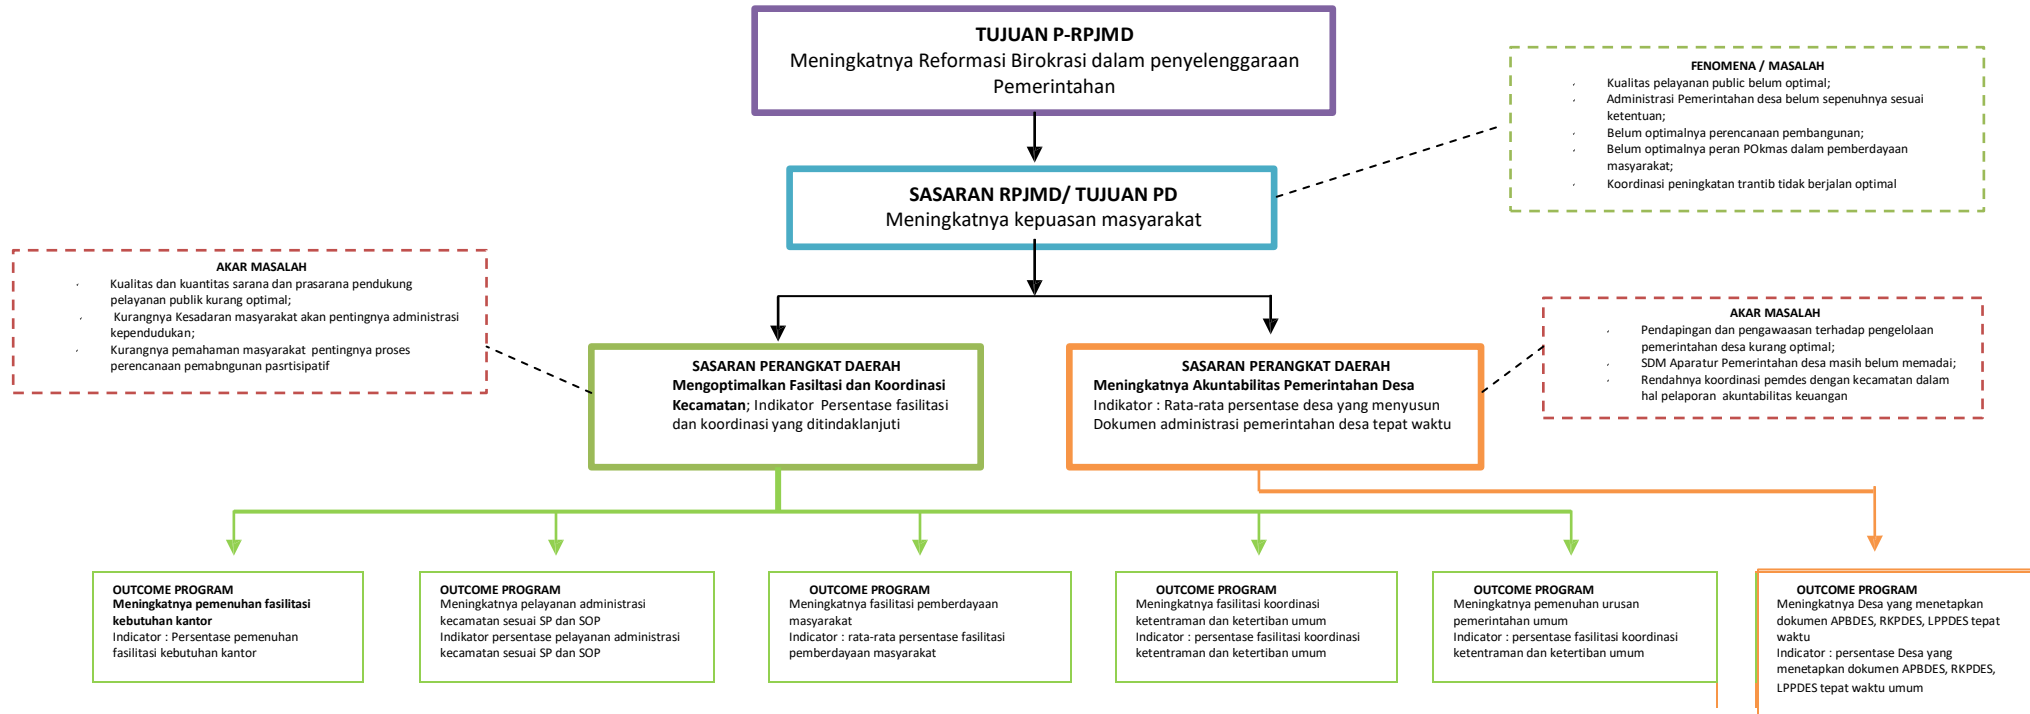 TUJUAN P-RPJMD
Meningkatnya Reformasi Birokrasi dalam penyelenggaraan
Pemerintahan
FENOMENA / MASALAH
Kualitas pelayanan public belum optimal;
Administrasi Pemerintahan desa belum sepenuhnya sesuai
ketentuan;
Belum optimalnya perencanaan pembangunan;
Belum optimalnya peran POkmas dalam pemberdayaan
masyarakat;
Koordinasi peningkatan trantib tidak berjalan optimal
SASARAN RPJMD/ TUJUAN PD
Meningkatnya kepuasan masyarakat
AKAR MASALAH
Kualitas dan kuantitas sarana dan prasarana pendukung
pelayanan publik kurang optimal;
Kurangnya Kesadaran masyarakat akan pentingnya administrasi
kependudukan;
Kurangnya pemahaman masyarakat pentingnya proses
perencanaan pemabngunan pasrtisipatif
AKAR MASALAH
Pendapingan dan pengawaasan terhadap pengelolaan
pemerintahan desa kurang optimal;
SDM Aparatur Pemerintahan desa masih belum memadai;
Rendahnya koordinasi pemdes dengan kecamatan dalam
hal pelaporan akuntabilitas keuangan
SASARAN PERANGKAT DAERAH
Mengoptimalkan Fasiltasi dan Koordinasi
Kecamatan; Indikator Persentase fasilitasi
dan koordinasi yang ditindaklanjuti
SASARAN PERANGKAT DAERAH
Meningkatnya Akuntabilitas Pemerintahan Desa
Indikator : Rata-rata persentase desa yang menyusun
Dokumen administrasi pemerintahan desa tepat waktu
OUTCOME PROGRAM
Meningkatnya pemenuhan fasilitasi
kebutuhan kantor
Indicator : Persentase pemenuhan
fasilitasi kebutuhan kantor
OUTCOME PROGRAM
Meningkatnya pelayanan administrasi
kecamatan sesuai SP dan SOP
Indikator persentase pelayanan administrasi
kecamatan sesuai SP dan SOP
OUTCOME PROGRAM
Meningkatnya fasilitasi pemberdayaan
masyarakat
Indicator : rata-rata persentase fasilitasi
pemberdayaan masyarakat
OUTCOME PROGRAM
Meningkatnya fasilitasi koordinasi
ketentraman dan ketertiban umum
Indicator : persentase fasilitasi koordinasi
ketentraman dan ketertiban umum
OUTCOME PROGRAM
Meningkatnya pemenuhan urusan
pemerintahan umum
Indicator : persentase fasilitasi koordinasi
ketentraman dan ketertiban umum
OUTCOME PROGRAM
Meningkatnya Desa yang menetapkan
dokumen APBDES, RKPDES, LPPDES tepat
waktu
Indicator : persentase Desa yang
menetapkan dokumen APBDES, RKPDES,
LPPDES tepat waktu umum